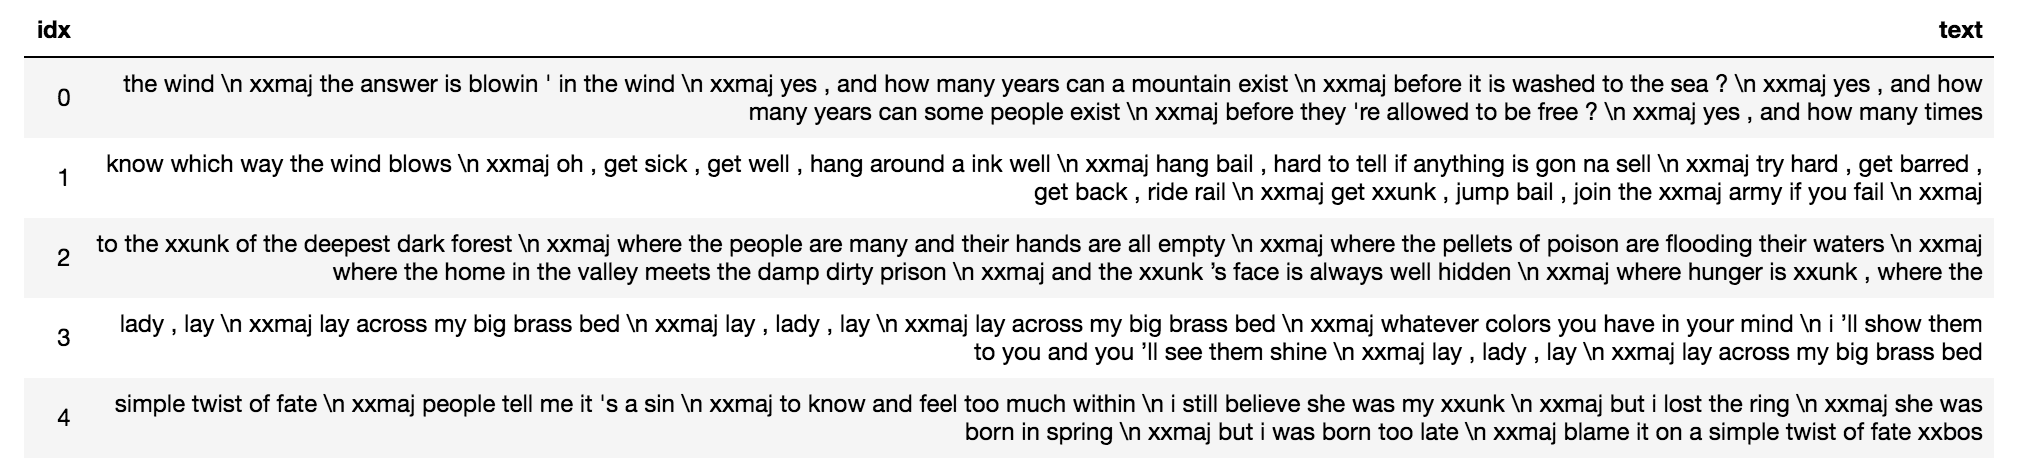 idx text
0 the wind \n xxmaj the answer is blowin ' in the wind \n xxmaj yes , and how many years can a mountain exist \n xxmaj before it is washed to the sea ? \n xxmaj yes , and how
many years can some people exist \n xxmaj before they 're allowed to be free ? \n xxmaj yes , and how many times
1 know which way the wind blows \n xxmaj oh , get sick , get well , hang around a ink well \n xxmaj hang bail , hard to tell if anything is gon na sell \n xxmaj try hard , get barred ,
get back , ride rail \n xxmaj get xxunk , jump bail , join the xxmaj army if you fail \n xxmaj
2 to the xxunk of the deepest dark forest \n xxmaj where the people are many and their hands are all empty \n xxmaj where the pellets of poison are flooding their waters \n xxmaj
where the home in the valley meets the damp dirty prison \n xxmaj and the xxunk ’s face is always well hidden \n xxmaj where hunger is xxunk , where the
3 lady , lay \n xxmaj lay across my big brass bed \n xxmaj lay , lady , lay \n xxmaj lay across my big brass bed \n xxmaj whatever colors you have in your mind \n i ’ll show them
to you and you ’ll see them shine \n xxmaj lay , lady , lay \n xxmaj lay across my big brass bed
4 simple twist of fate \n xxmaj people tell me it 's a sin \n xxmaj to know and feel too much within \n i still believe she was my xxunk \n xxmaj but i lost the ring \n xxmaj she was
born in spring \n xxmaj but i was born too late \n xxmaj blame it on a simple twist of fate xxbos